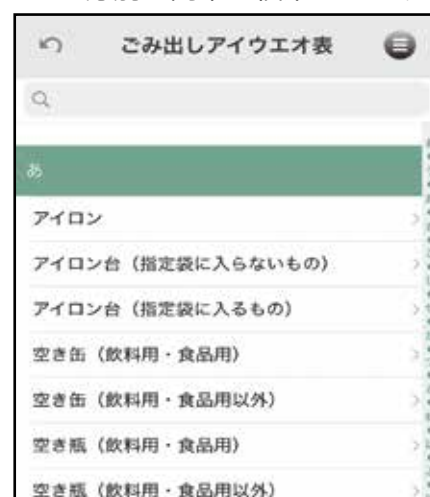 ごみ出しアイウエオ表
あ
アイロン
アイロン台（指定袋に入らないもの）
アイロン台（指定袋に入るもの）
空き缶（飲料用・食品用）
空き缶（飲料用・食品用以外）
空き瓶（飲料用・食品用）
空き瓶（飲料用・食品用以外）